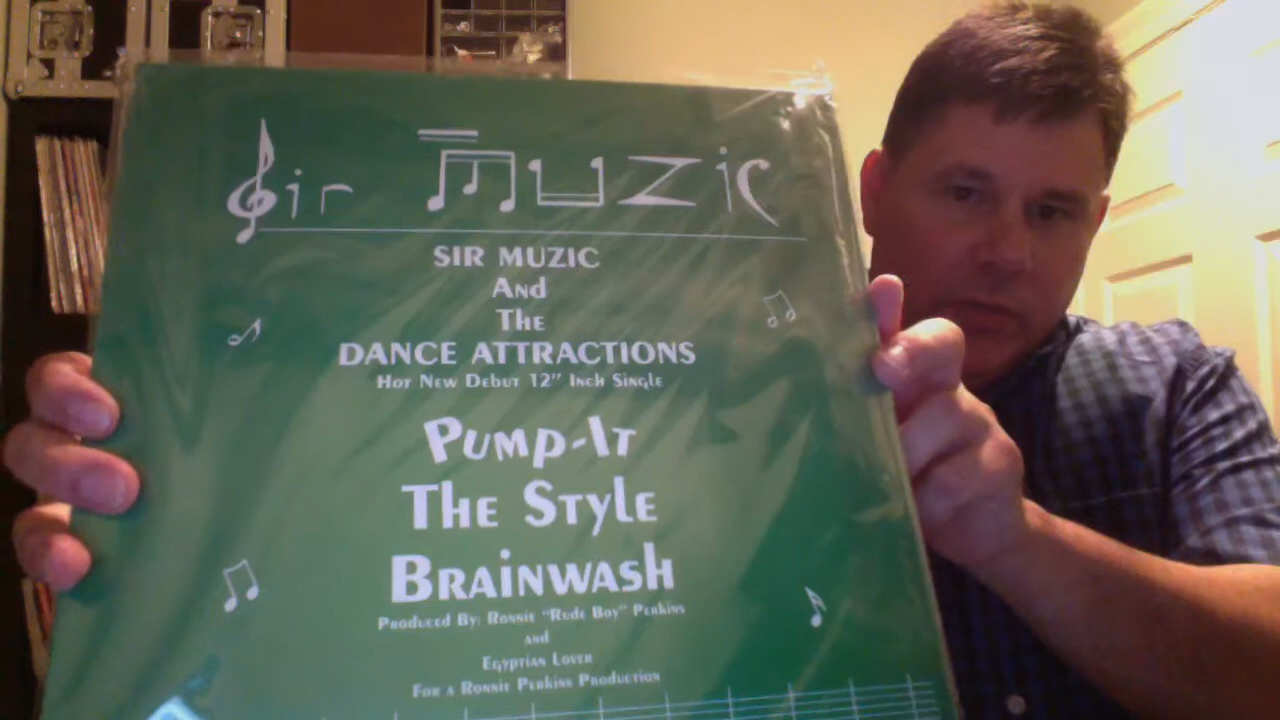 Sir Muzic
SIR MUZIC
And
The
DANCE ATTRACTIONS
Hot New Debut 12" Inch Single
Pump-It
The Style
Brainwash
Produced By: Ronnie "Rude Boy" Perkins
and
Egyptian Lover
For a Ronnie Perkins Production